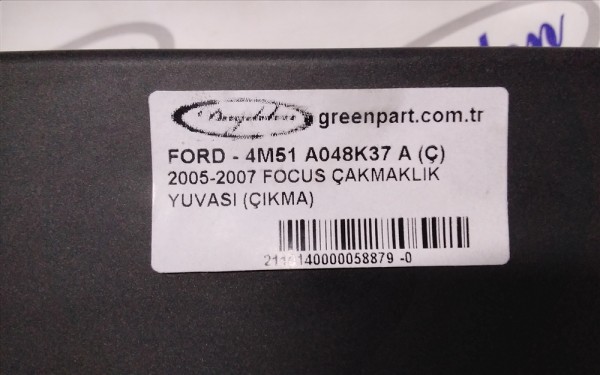 greenpart.com.tr
FORD - 4M51 A048K37 A (Ç)
2005-2007 FOCUS ÇAKMAKLIK
YUVASI (ÇIKMA)
2110140000058879 -0